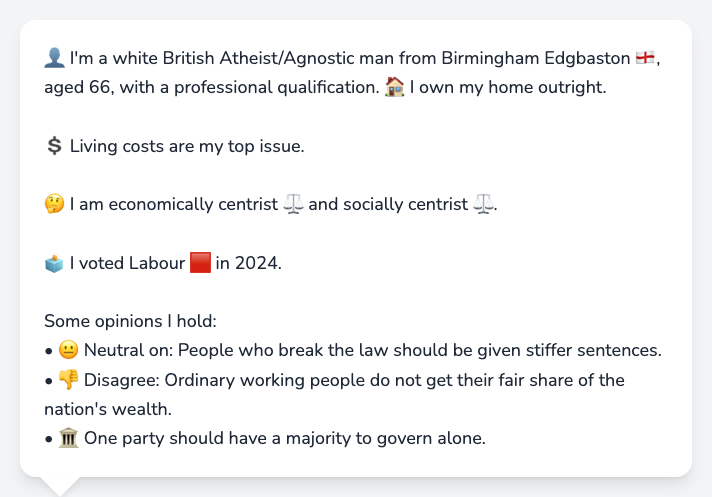 👤 I'm a white British Atheist/Agnostic man from Birmingham Edgbaston 🏴󠁧󠁢󠁥󠁮󠁧󠁿,
aged 66, with a professional qualification. 🏠 I own my home outright.
💲 Living costs are my top issue.
🤔 I am economically centrist ⚖️ and socially centrist ⚖️.
🗳️ I voted Labour 🟥 in 2024.
Some opinions I hold:
• 😐 Neutral on: People who break the law should be given stiffer sentences.
• 👎 Disagree: Ordinary working people do not get their fair share of the
nation's wealth.
• 🏛️ One party should have a majority to govern alone.